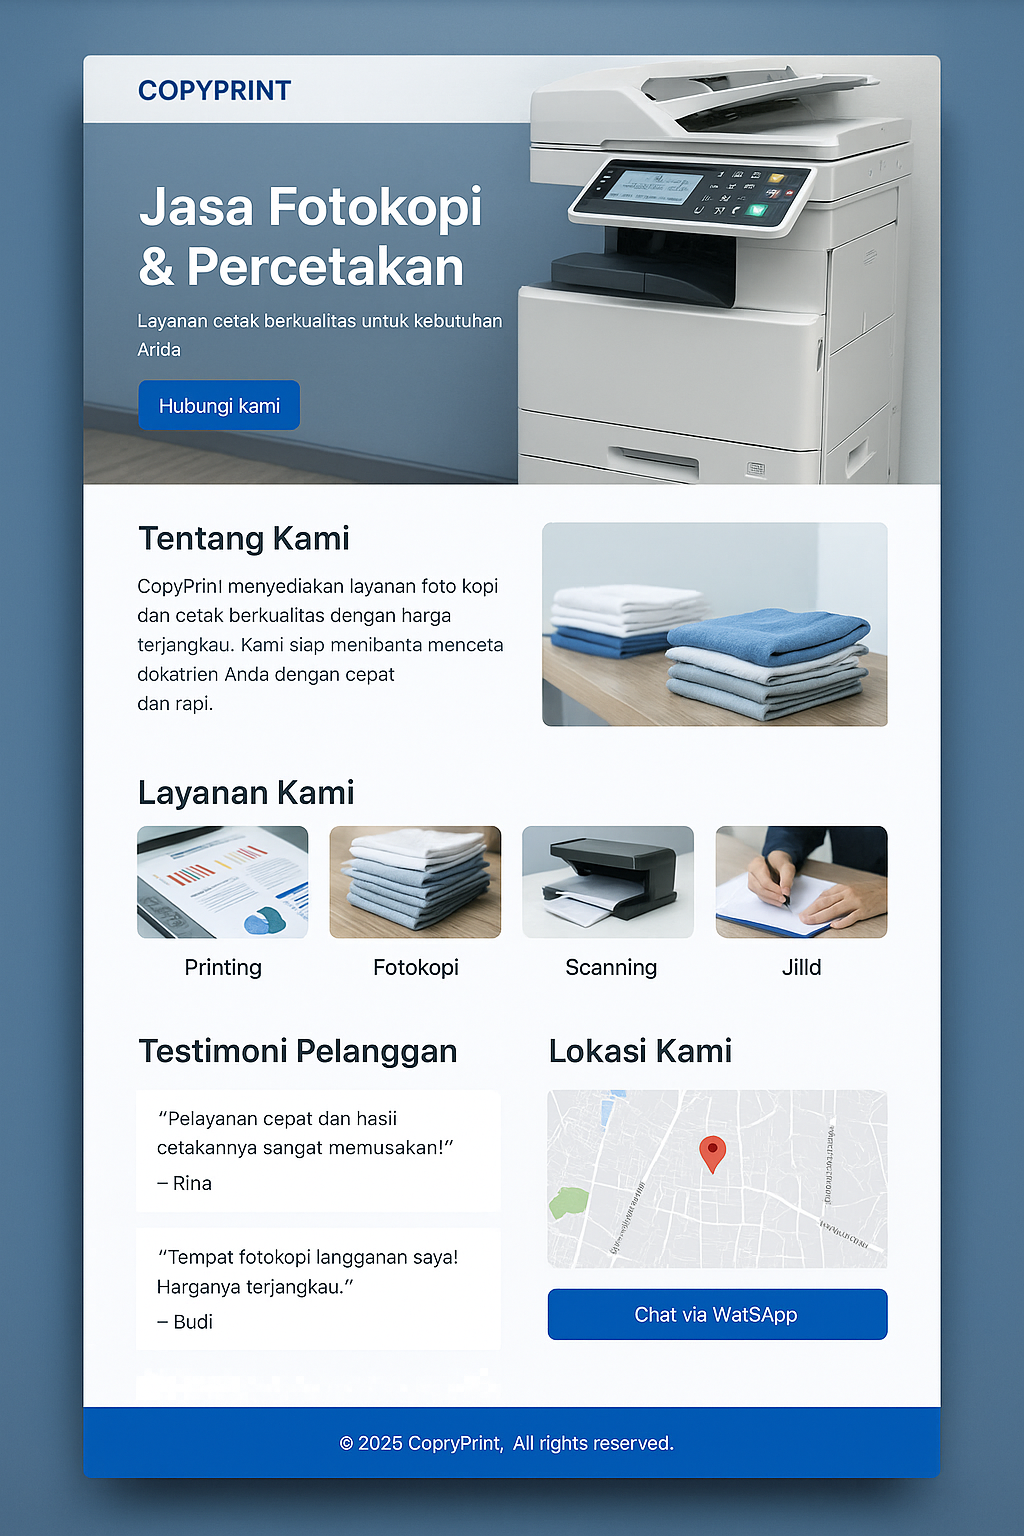 COPYPRINT
Jasa Fotokopi
& Percetakan
Layanan cetak berkualitas untuk kebutuhan
Arida
Hubungi kami
Tentang Kami
CopyPrinI menyediakan layanan foto kopi
dan cetak berkualitas dengan harga
terjangkau. Kami siap menibanta menceta
dokatrien Anda dengan cepat
dan rapi.
Layanan Kami
Printing
Fotokopi
Scanning
Jilld
Testimoni Pelanggan
Lokasi Kami
“Pelayanan cepat dan hasii
cetakannya sangat memusakan!”
– Rina
“Tempat fotokopi langganan saya!
Harganya terjangkau.”
– Budi
Chat via WatSApp
© 2025 CopryPrint, All rights reserved.